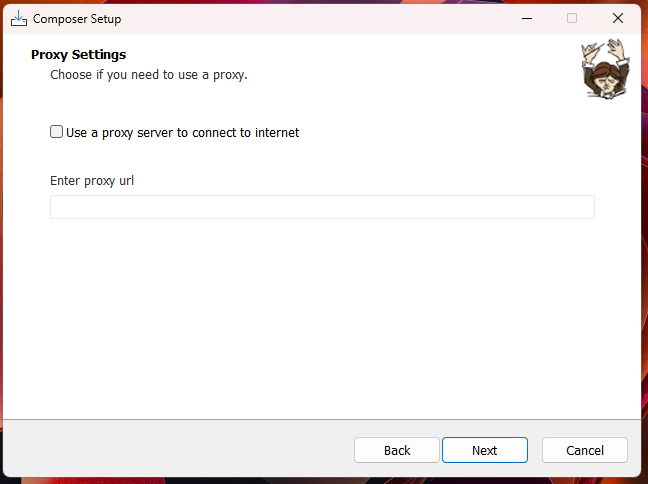 Composer Setup
Proxy Settings
Choose if you need to use a proxy.
Use a proxy server to connect to internet
Enter proxy url
Back
Next
Cancel